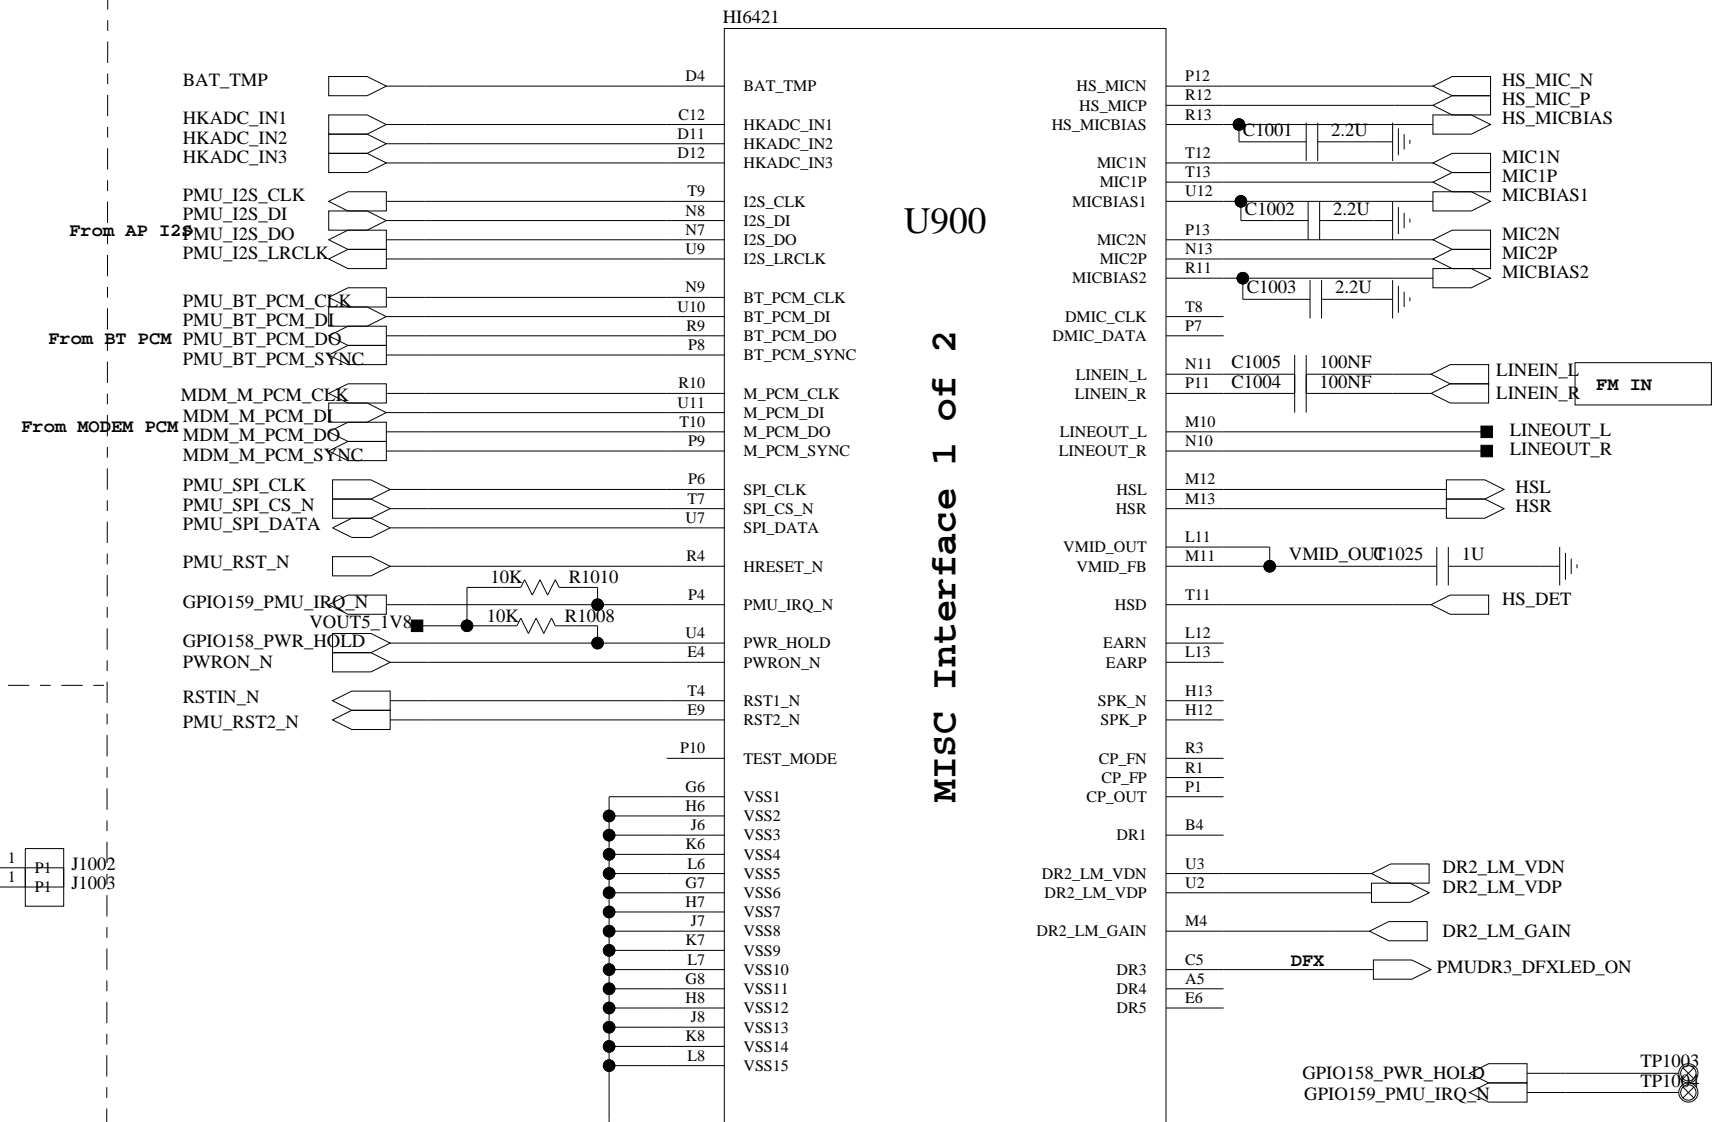 HI6421
U900
MISC Interface 1 of 2
BAT_TMP D4 BAT_TMP
HKADC_IN1 C12 HKADC_IN1
HKADC_IN2 D11 HKADC_IN2
HKADC_IN3 D12 HKADC_IN3
From AP I2S
PMU_I2S_CLK T9 I2S_CLK
PMU_I2S_DI N8 I2S_DI
PMU_I2S_DO N7 I2S_DO
PMU_I2S_LRCLK U9 I2S_LRCLK
From BT PCM
PMU_BT_PCM_CLK N9 BT_PCM_CLK
PMU_BT_PCM_DI U10 BT_PCM_DI
PMU_BT_PCM_DO R9 BT_PCM_DO
PMU_BT_PCM_SYNC P8 BT_PCM_SYNC
From MODEM PCM
MDM_M_PCM_CLK R10 M_PCM_CLK
MDM_M_PCM_DI U11 M_PCM_DI
MDM_M_PCM_DO T10 M_PCM_DO
MDM_M_PCM_SYNC P9 M_PCM_SYNC
PMU_SPI_CLK P6 SPI_CLK
PMU_SPI_CS_N T7 SPI_CS_N
PMU_SPI_DATA U7 SPI_DATA
PMU_RST_N R4 HRESET_N
10K R1010
GPIO159_PMU_IRQ_N P4 PMU_IRQ_N
VOUT5_1V8 10K R1008
GPIO158_PWR_HOLD U4 PWR_HOLD
PWRON_N E4 PWRON_N
RSTIN_N T4 RST1_N
PMU_RST2_N E9 RST2_N
P10 TEST_MODE
G6 VSS1
H6 VSS2
J6 VSS3
K6 VSS4
L6 VSS5
G7 VSS6
H7 VSS7
J7 VSS8
K7 VSS9
L7 VSS10
G8 VSS11
H8 VSS12
J8 VSS13
K8 VSS14
L8 VSS15
1 P1 J1002
1 P1 J1003
HS_MICN P12 HS_MIC_N
HS_MICP R12 HS_MIC_P
HS_MICBIAS R13 HS_MICBIAS
C1001 2.2U
MIC1N T12 MIC1N
MIC1P T13 MIC1P
MICBIAS1 U12 MICBIAS1
C1002 2.2U
MIC2N P13 MIC2N
MIC2P N13 MIC2P
MICBIAS2 R11 MICBIAS2
C1003 2.2U
DMIC_CLK T8
DMIC_DATA P7
LINEIN_L N11 C1005 100NF LINEIN_L
LINEIN_R P11 C1004 100NF LINEIN_R
FM IN
LINEOUT_L M10 LINEOUT_L
LINEOUT_R N10 LINEOUT_R
HSL M12 HSL
HSR M13 HSR
VMID_OUT L11
VMID_FB M11 VMID_OUT C1025 1U
HSD T11 HS_DET
EARN L12
EARP L13
SPK_N H13
SPK_P H12
CP_FN R3
CP_FP R1
CP_OUT P1
DR1 B4
DR2_LM_VDN U3 DR2_LM_VDN
DR2_LM_VDP U2 DR2_LM_VDP
DR2_LM_GAIN M4 DR2_LM_GAIN
DR3 C5 DFX PMUDR3_DFXLED_ON
DR4 A5
DR5 E6
GPIO158_PWR_HOLD TP1003
GPIO159_PMU_IRQ_N TP1004